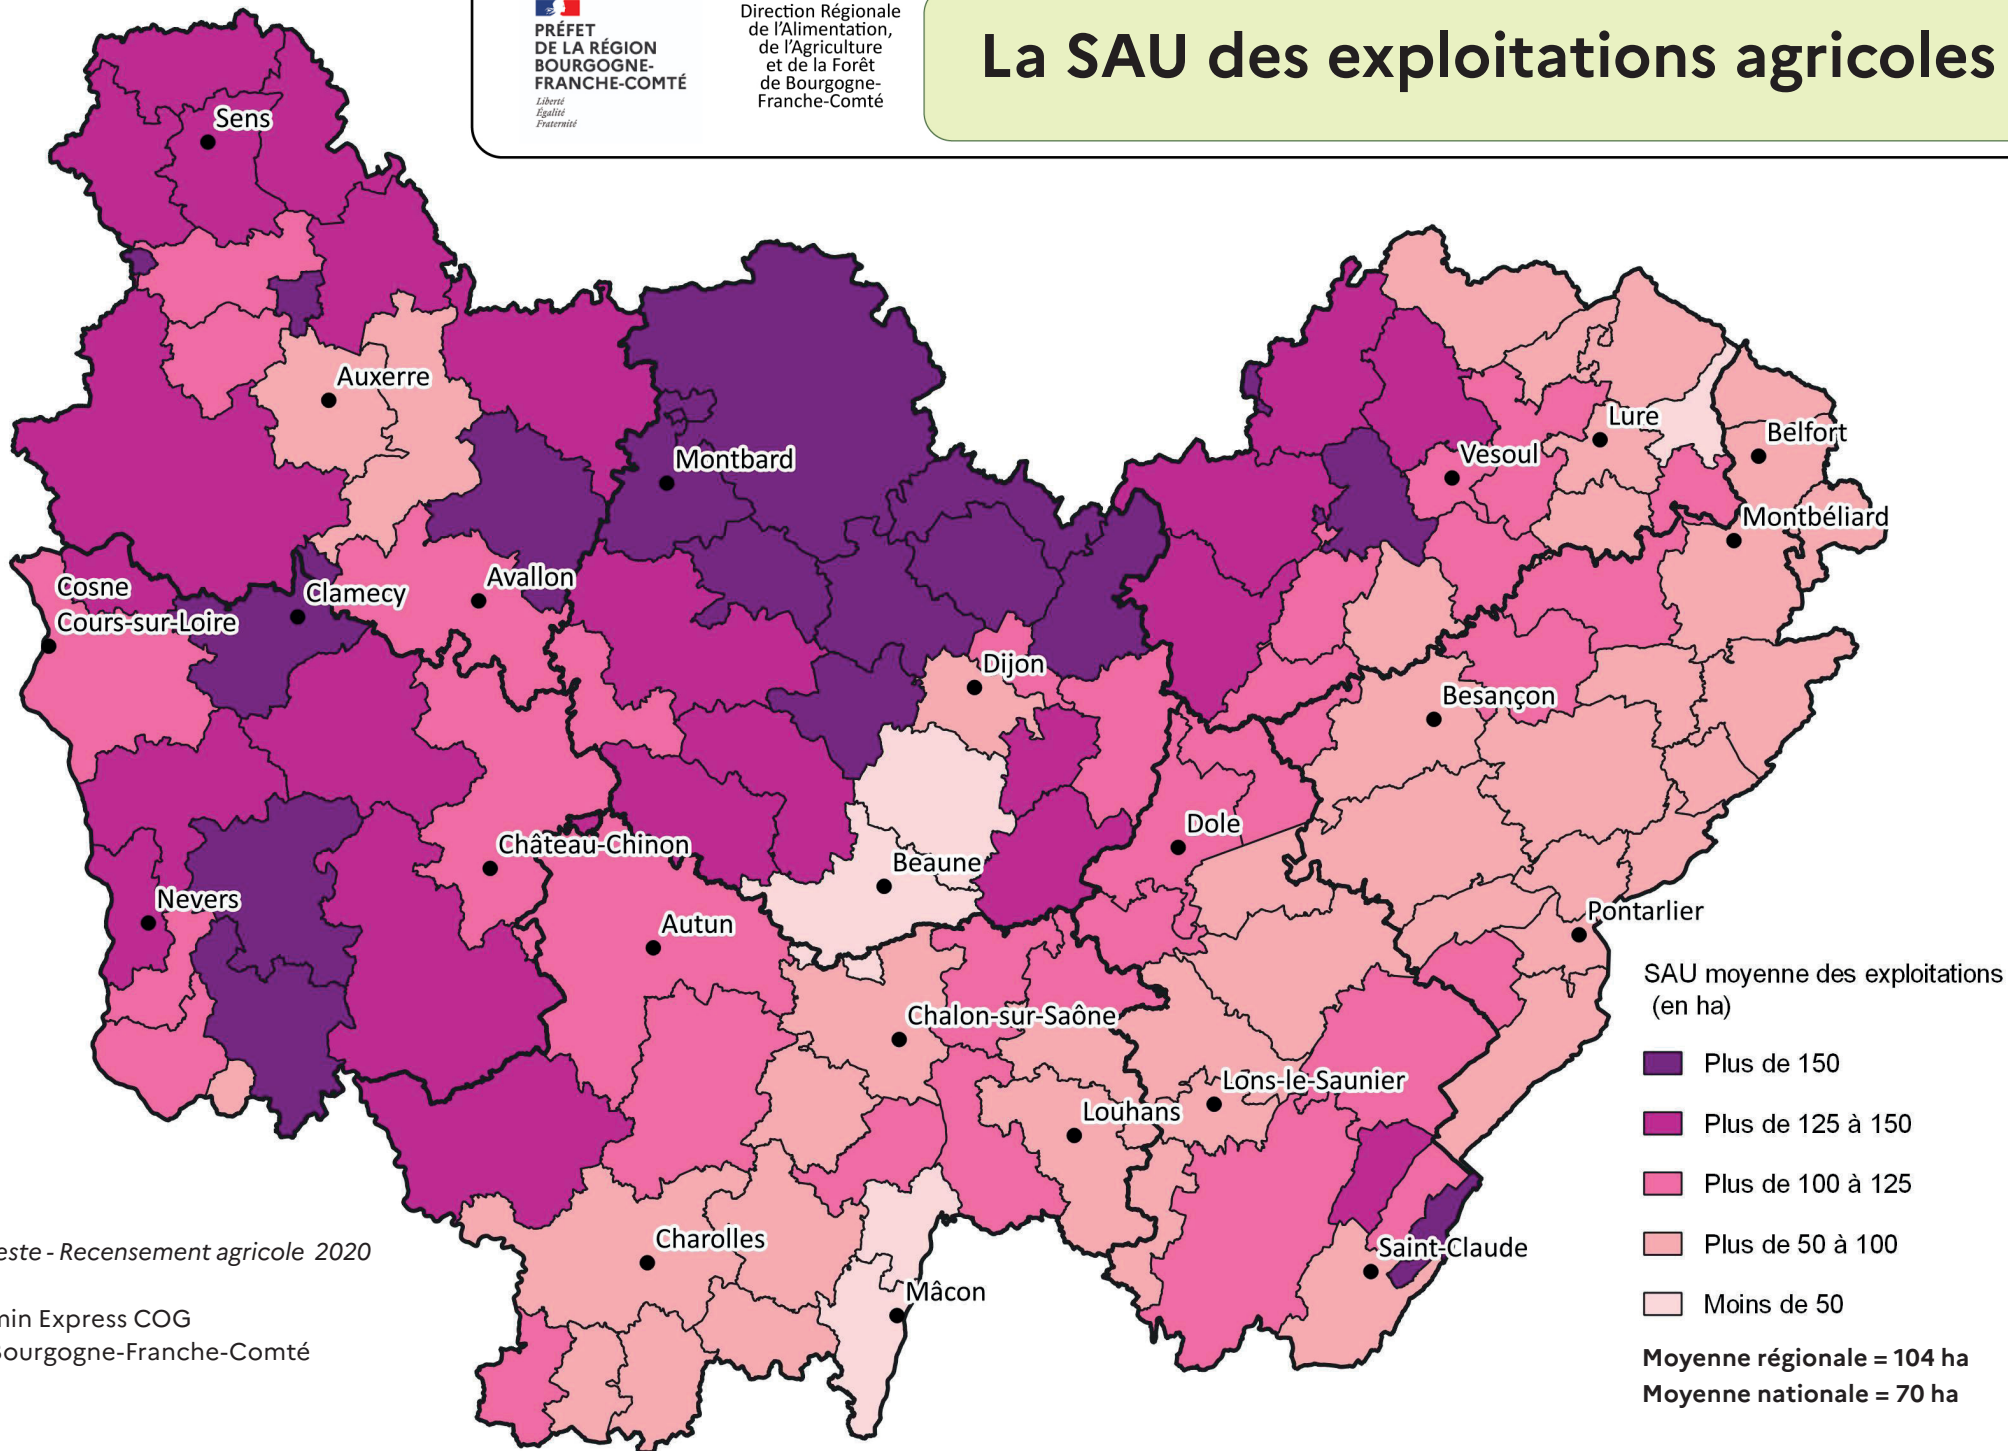 PRÉFET
DE LA RÉGION
BOURGOGNE-
FRANCHE-COMTÉ
Liberté
Égalité
Fraternité
Direction Régionale
de l'Alimentation,
de l'Agriculture
et de la Forêt
de Bourgogne-
Franche-Comté
La SAU des exploitations agricoles
Sens
Auxerre
Montbard
Lure
Belfort
Vesoul
Montbéliard
Cosne
Cours-sur-Loire
Clamecy
Avallon
Dijon
Besançon
Château-Chinon
Dole
Beaune
Nevers
Autun
Pontarlier
Chalon-sur-Saône
Lons-le-Saunier
Louhans
Charolles
Saint-Claude
Mâcon
SAU moyenne des exploitations
(en ha)
Plus de 150
Plus de 125 à 150
Plus de 100 à 125
Plus de 50 à 100
Moins de 50
Moyenne régionale = 104 ha
Moyenne nationale = 70 ha
este - Recensement agricole 2020
min Express COG
Bourgogne-Franche-Comté